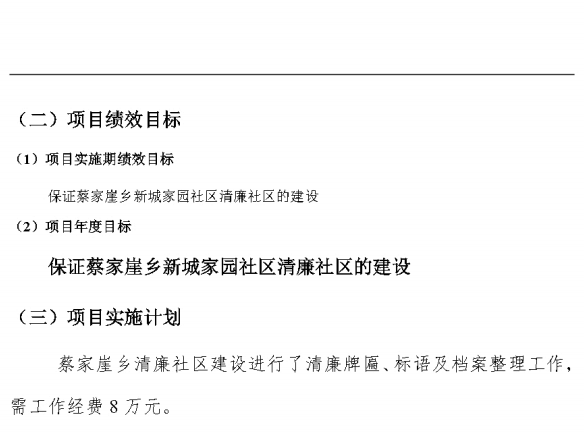 （二）项目绩效目标
（1）项目实施期绩效目标
保证蔡家崖乡新城家园社区清廉社区的建设
（2）项目年度目标
保证蔡家崖乡新城家园社区清廉社区的建设
（三）项目实施计划
蔡家崖乡清廉社区建设进行了清廉牌匾、标语及档案整理工作，
需工作经费 8 万元。